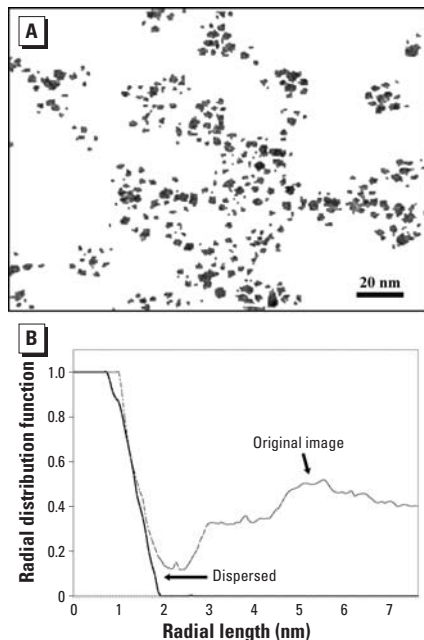 A
20 nm
B
Radial distribution function
1.0
0.8
0.6
0.4
0.2
0
Original image
Dispersed
0 1 2 3 4 5 6 7
Radial length (nm)